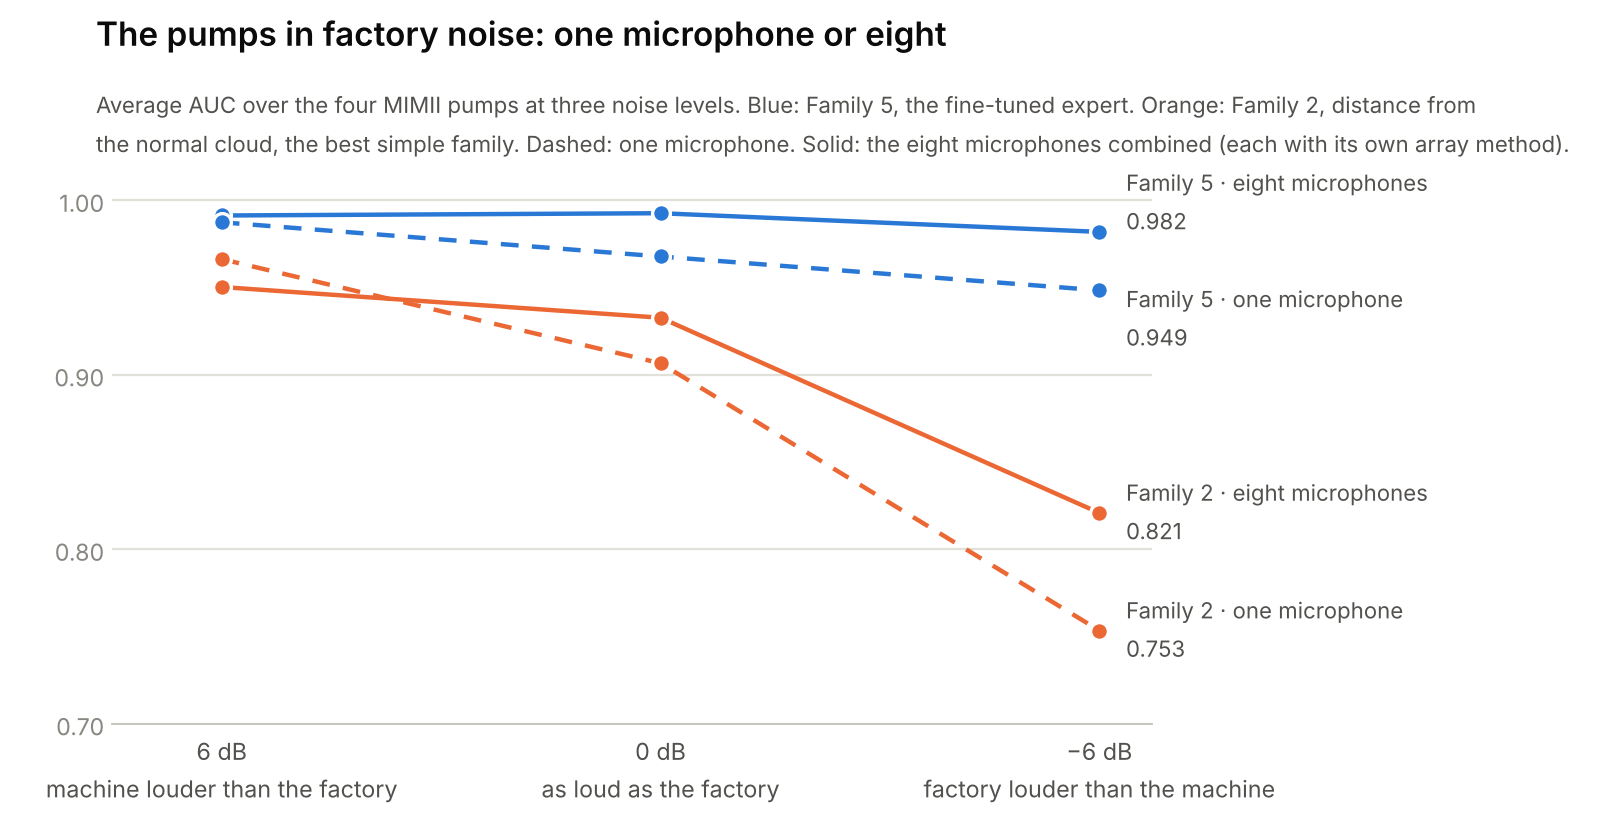 The pumps in factory noise: one microphone or eight
Average AUC over the four MIMII pumps at three noise levels. Blue: Family 5, the fine-tuned expert. Orange: Family 2, distance from
the normal cloud, the best simple family. Dashed: one microphone. Solid: the eight microphones combined (each with its own array method).
Family 5 · eight microphones
0.982
Family 5 · one microphone
0.949
Family 2 · eight microphones
0.821
Family 2 · one microphone
0.753
1.00
0.90
0.80
0.70
6 dB
machine louder than the factory
0 dB
as loud as the factory
−6 dB
factory louder than the machine